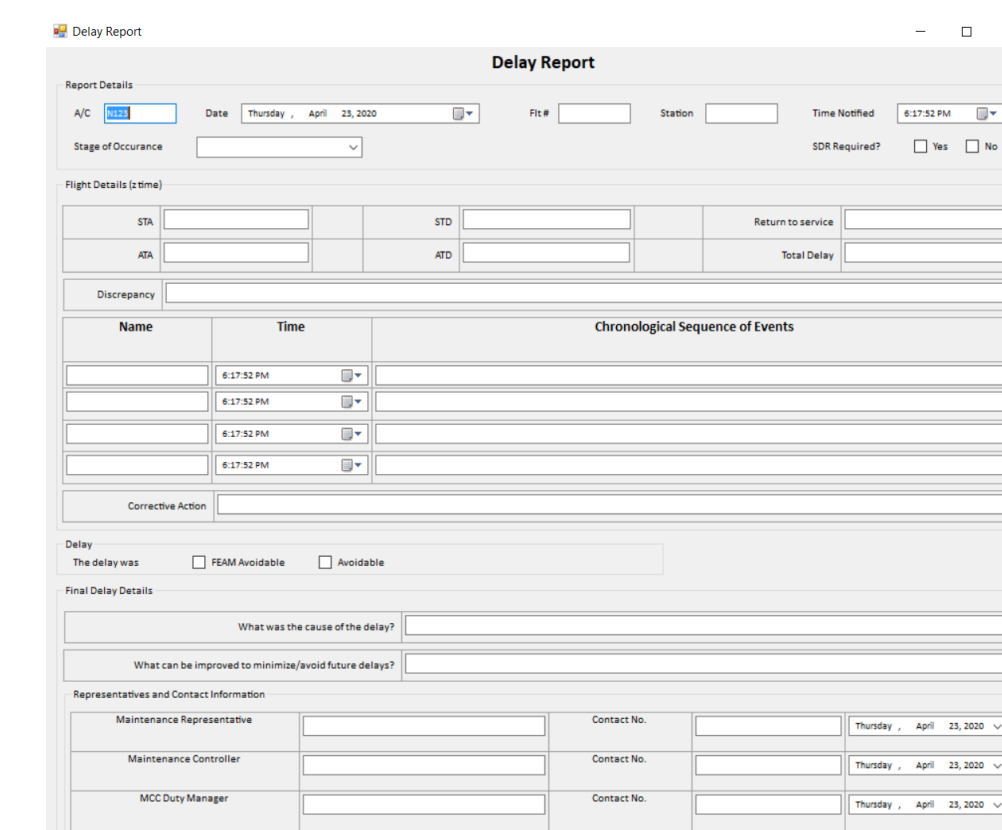 Delay Report
Delay Report
Report Details
A/C N123 Date Thursday , April 23, 2020 Flt # Station Time Notified 6:17:52 PM
Stage of Occurance SDR Required? Yes No
Flight Details (z time)
STA STD Return to service
ATA ATD Total Delay
Discrepancy
Name Time Chronological Sequence of Events
6:17:52 PM
6:17:52 PM
6:17:52 PM
6:17:52 PM
Corrective Action
Delay
The delay was FEAM Avoidable Avoidable
Final Delay Details
What was the cause of the delay?
What can be improved to minimize/avoid future delays?
Representatives and Contact Information
Maintenance Representative Contact No. Thursday , April 23, 2020
Maintenance Controller Contact No. Thursday , April 23, 2020
MCC Duty Manager Contact No. Thursday , April 23, 2020